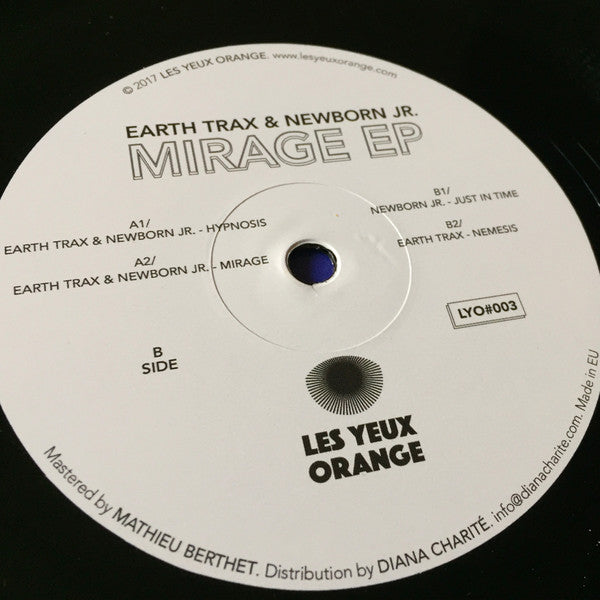 © 2017 LES YEUX ORANGE. www.lesyeuxorange.com
EARTH TRAX & NEWBORN JR.
MIRAGE EP
A1/
EARTH TRAX & NEWBORN JR. - HYPNOSIS
A2/
EARTH TRAX & NEWBORN JR. - MIRAGE
B1/
NEWBORN JR. - JUST IN TIME
B2/
EARTH TRAX - NEMESIS
LYO#003
B
SIDE
LES YEUX
ORANGE
Mastered by MATHIEU BERTHET. Distribution by DIANA CHARITÉ. info@dianacharite.com. Made in EU